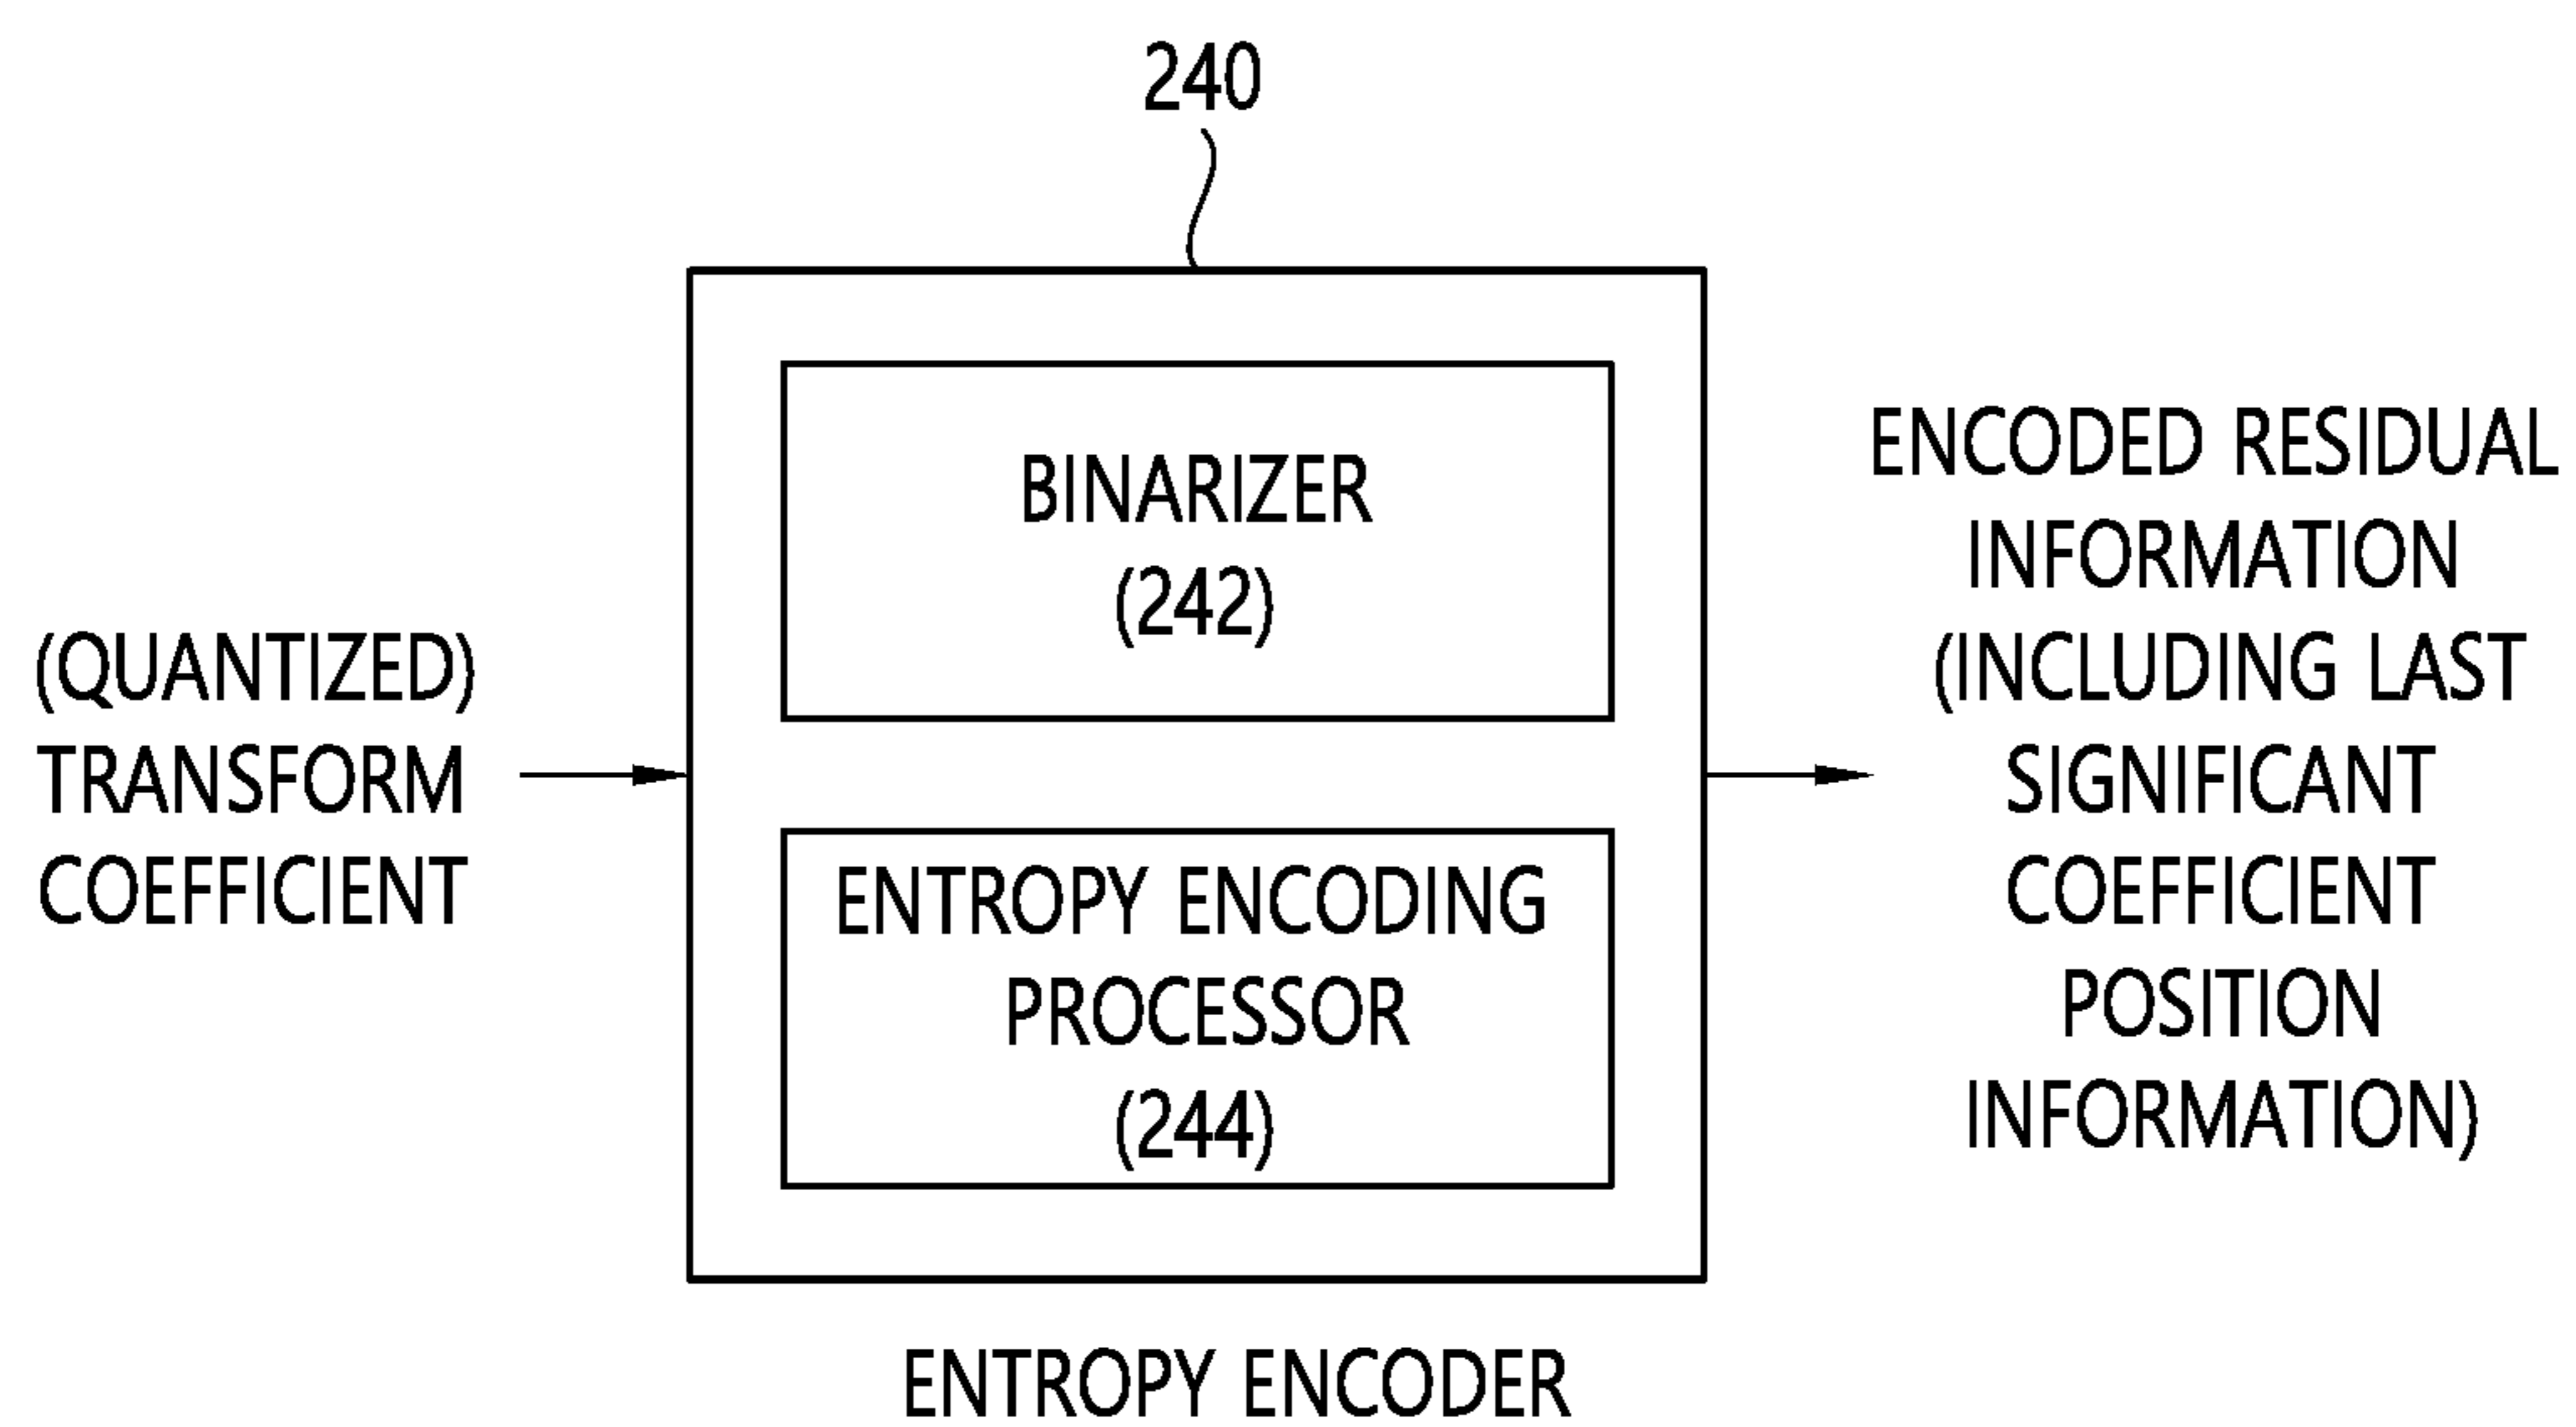 240
(QUANTIZED)
TRANSFORM
COEFFICIENT
BINARIZER
(242)
ENTROPY ENCODING
PROCESSOR
(244)
ENCODED RESIDUAL
INFORMATION
(INCLUDING LAST
SIGNIFICANT
COEFFICIENT
POSITION
INFORMATION)
ENTROPY ENCODER